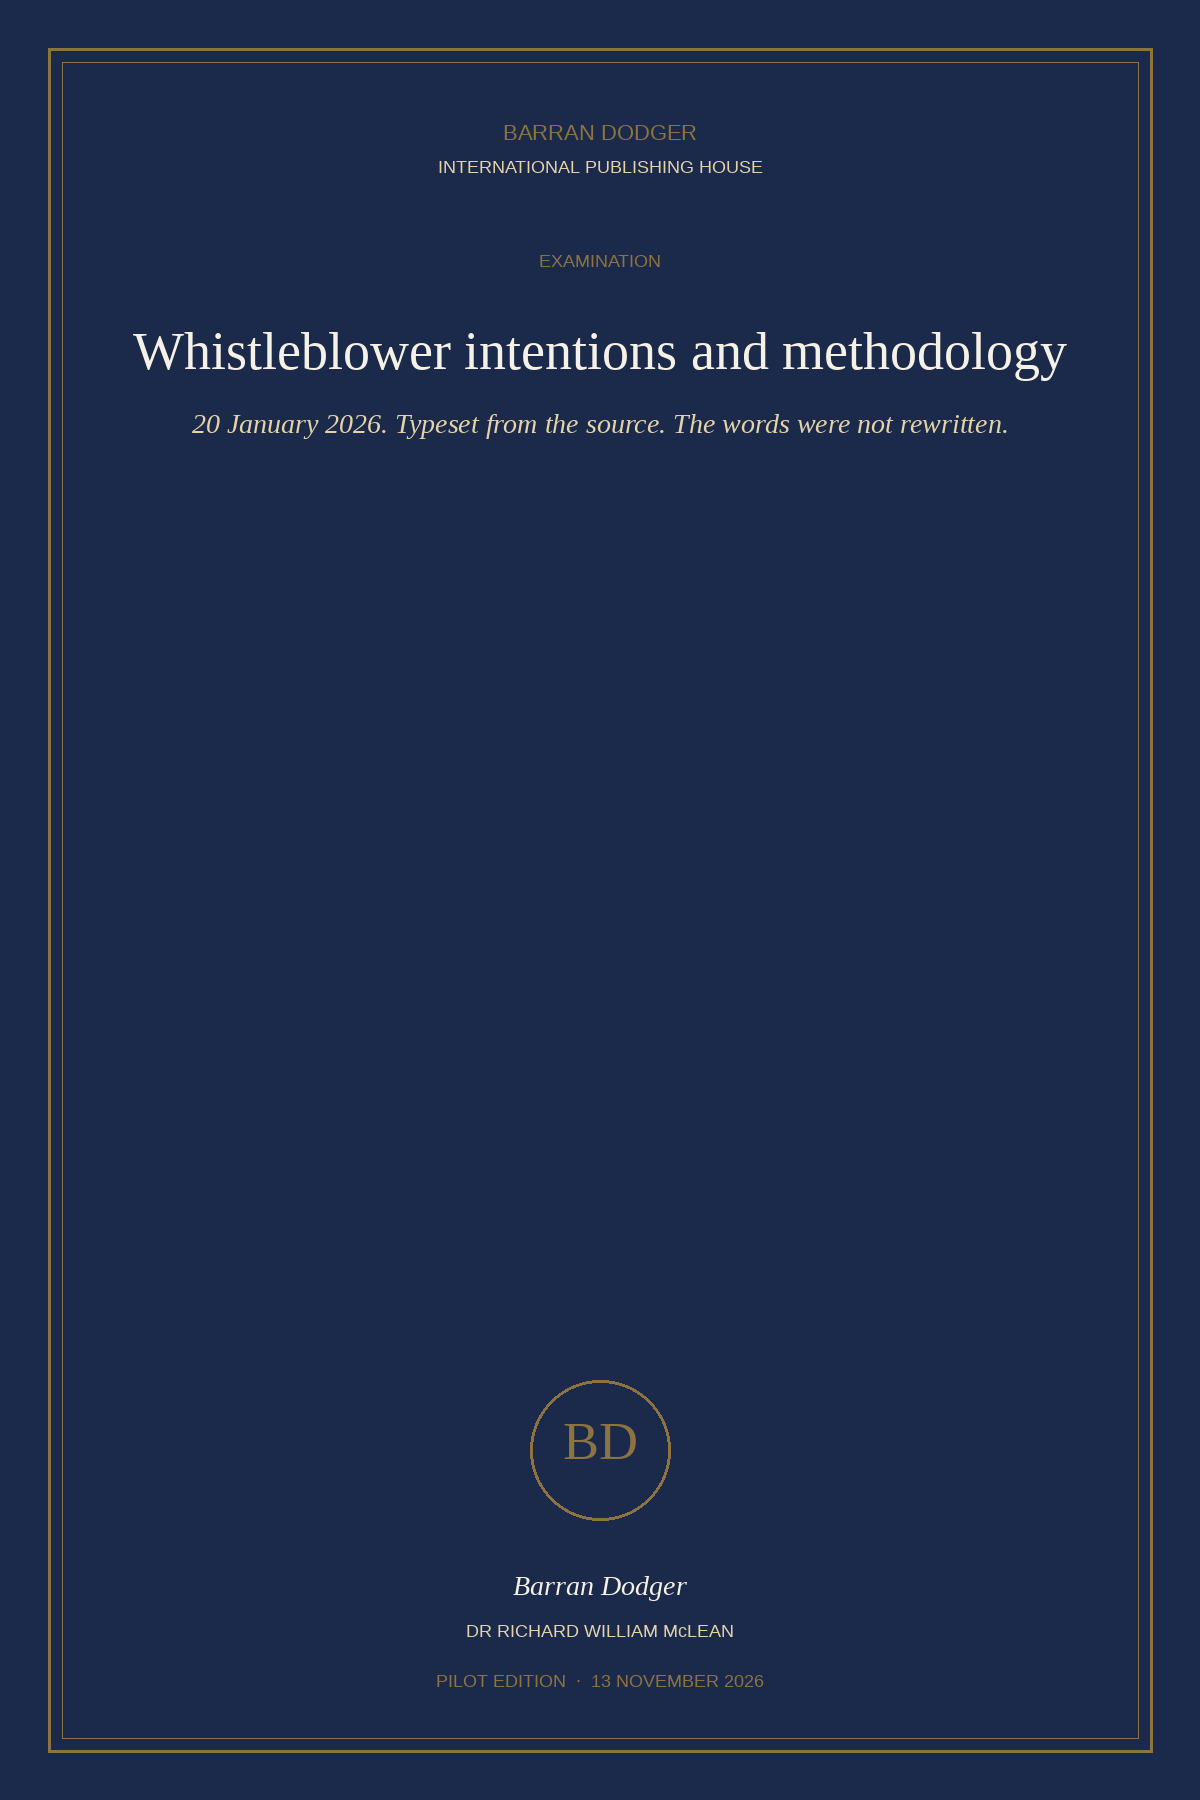 BARRAN DODGER
INTERNATIONAL PUBLISHING HOUSE
EXAMINATION
Whistleblower intentions and methodology
20 January 2026. Typeset from the source. The words were not rewritten.
BD
Barran Dodger
DR RICHARD WILLIAM McLEAN
PILOT EDITION · 13 NOVEMBER 2026